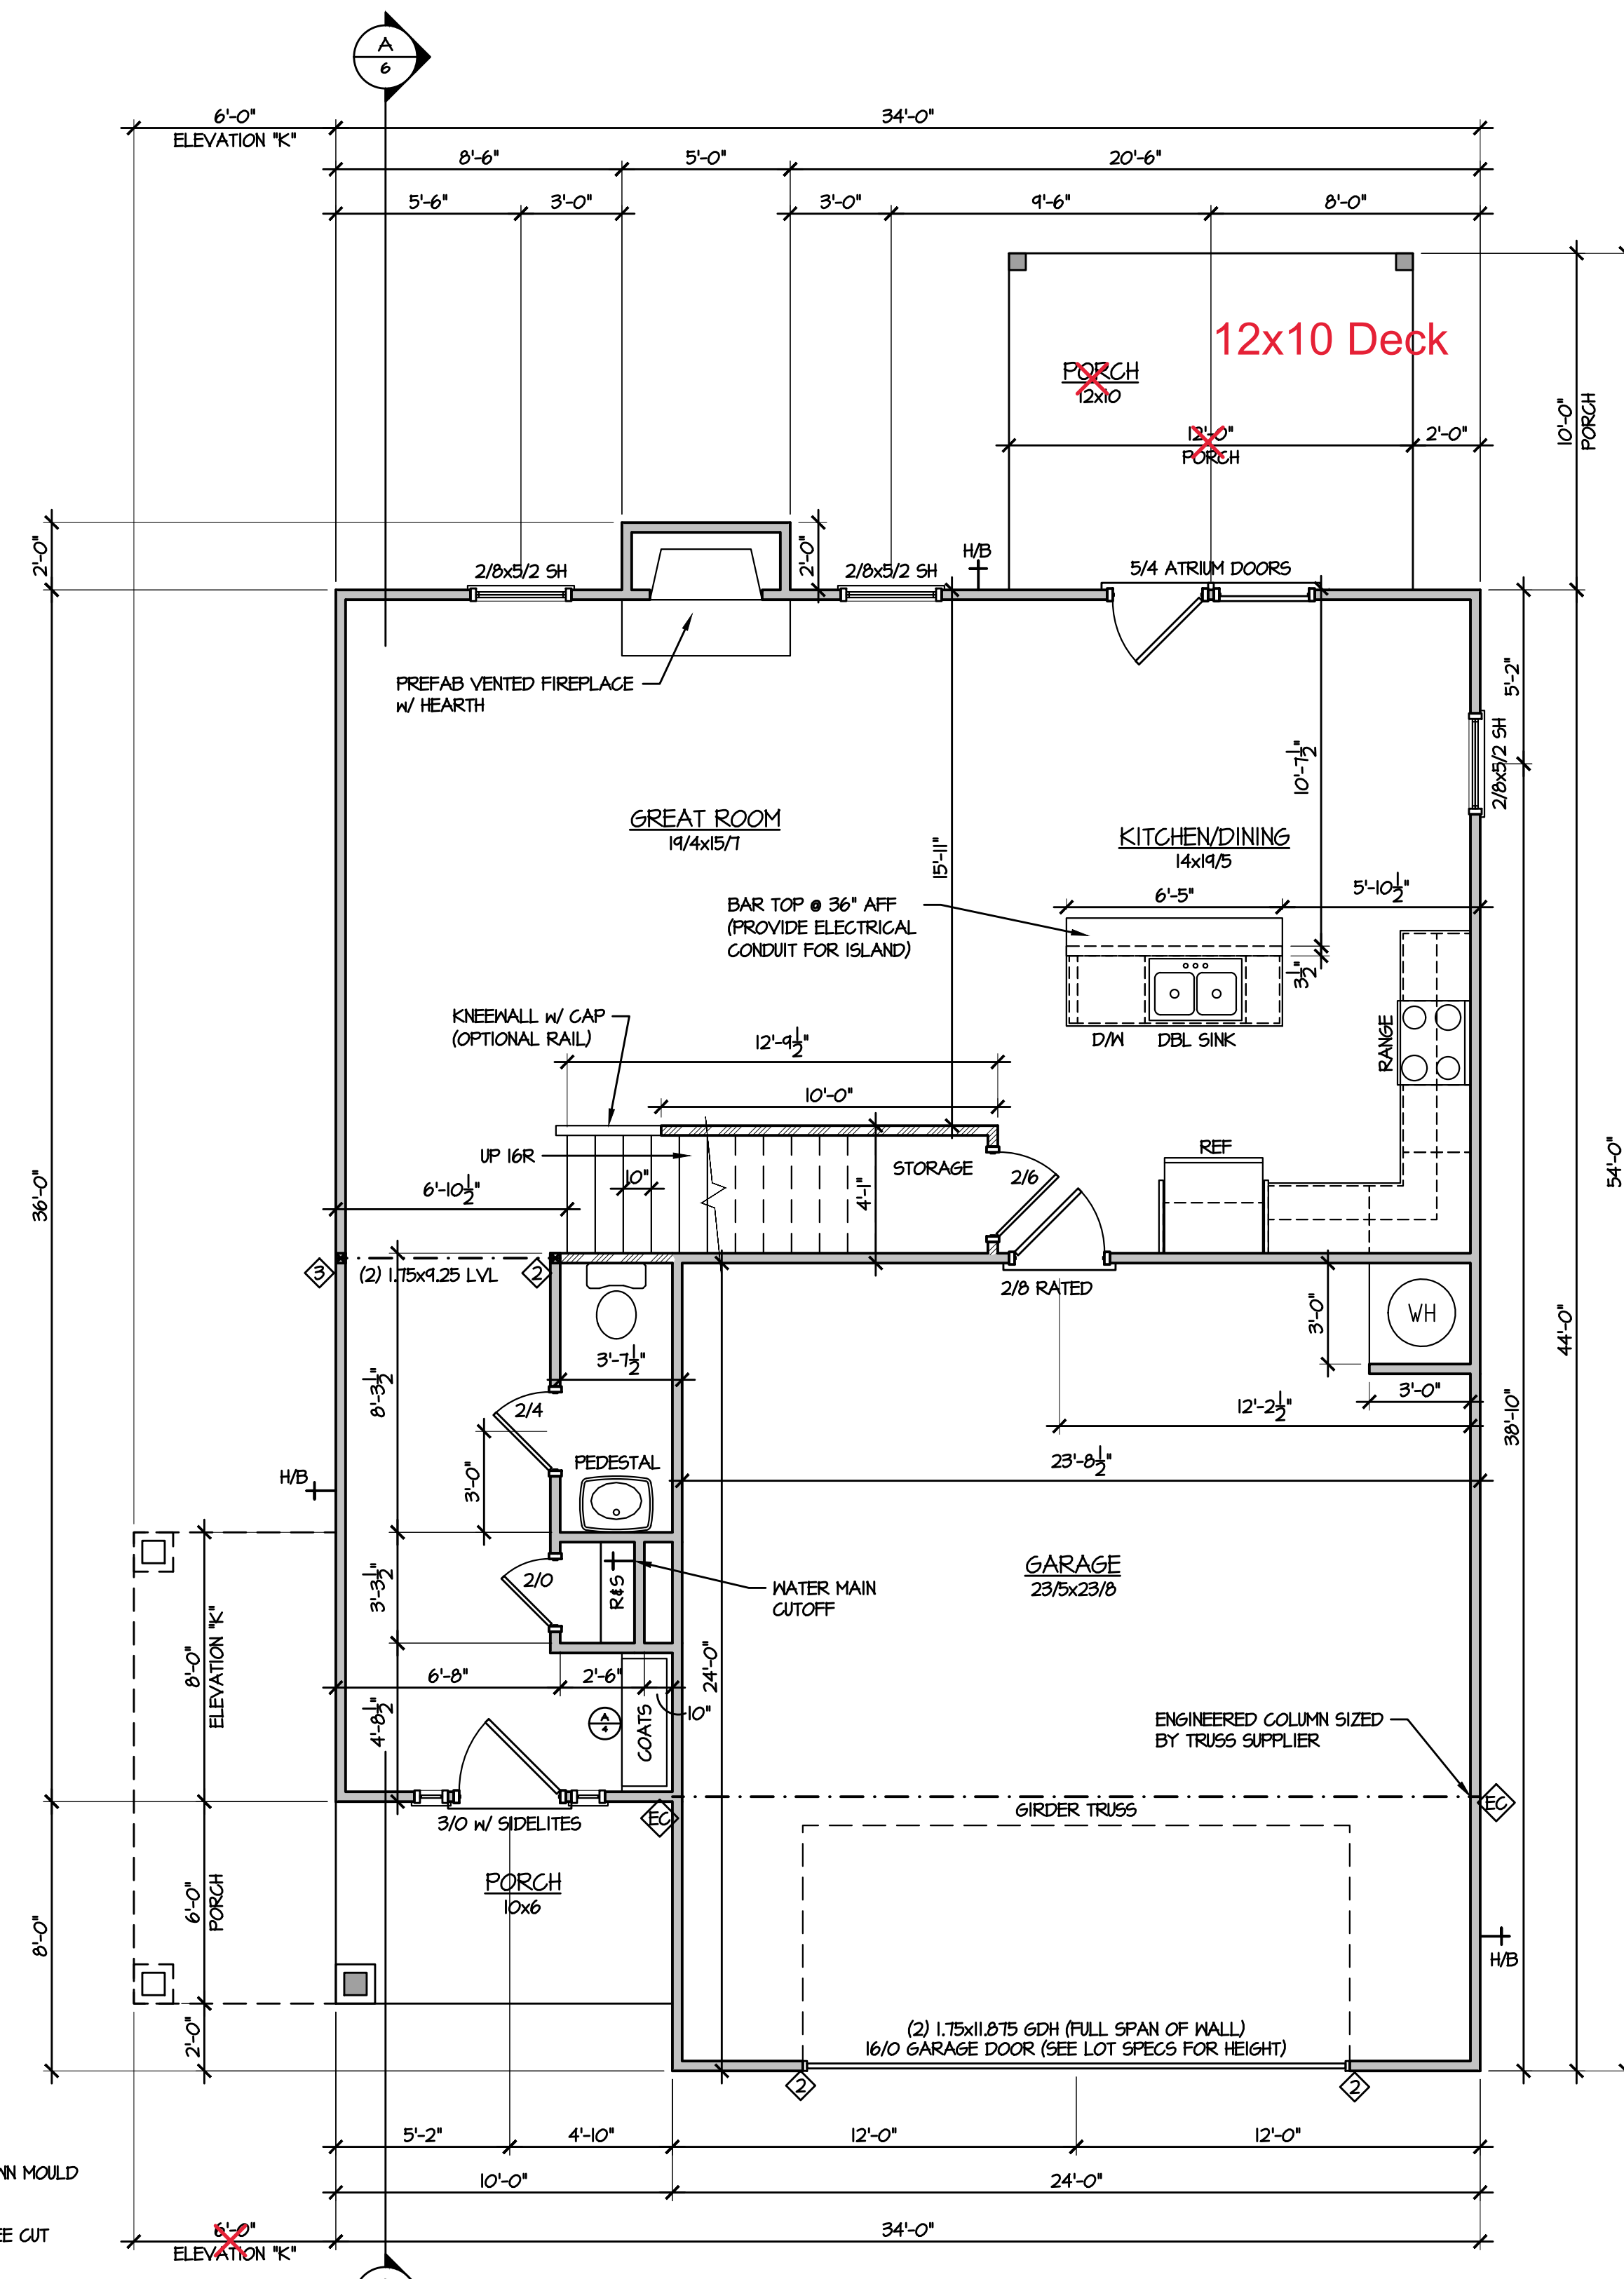 A
6
6'-0"
34'-0"
ELEVATION "K"
8'-6"
5'-0"
20'-6"
5'-6"
3'-0"
3'-0"
9'-6"
8'-0"
12x10 Deck
PORCH
12x10
10'-0"
PORCH
12'-0"
2'-0"
PORCH
2'-0"
2'-0"
H/B
2/8x5/2 SH
2/8x5/2 SH
5/4 ATRIUM DOORS
PREFAB VENTED FIREPLACE
w/ HEARTH
5'-2"
2/8x5/2 SH
10'-7 1/2"
GREAT ROOM
19/4x15/7
KITCHEN/DINING
14x19/5
15'-11"
6'-5"
5'-10 1/2"
BAR TOP @ 36" AFF
(PROVIDE ELECTRICAL
CONDUIT FOR ISLAND)
3 1/2"
KNEEWALL w/ CAP
(OPTIONAL RAIL)
12'-9 1/2"
D/W
DBL SINK
RANGE
10'-0"
UP 16R
STORAGE
REF
10"
4'-1"
2/6
6'-10 1/2"
36'-0"
54'-0"
3
(2) 1.75x9.25 LVL
2
2/8 RATED
WH
3'-0"
44'-0"
3'-7 1/2"
8'-3 1/2"
2/4
3'-0"
12'-2 1/2"
38'-10"
PEDESTAL
23'-8 1/2"
H/B
3'-0"
GARAGE
23/5x23/8
2/0
R&S
WATER MAIN
CUTOFF
3'-3 1/2"
8'-0"
ELEVATION "K"
6'-8"
2'-6"
24'-0"
10"
4'-8 1/2"
A
4
COATS
ENGINEERED COLUMN SIZED
BY TRUSS SUPPLIER
EC
EC
GIRDER TRUSS
3/0 w/ SIDELITES
PORCH
10x6
6'-0"
PORCH
8'-0"
H/B
2'-0"
(2) 1.75x11.875 GDH (FULL SPAN OF WALL)
16/0 GARAGE DOOR (SEE LOT SPECS FOR HEIGHT)
2
2
5'-2"
4'-10"
12'-0"
12'-0"
WN MOULD
10'-0"
24'-0"
EE CUT
6'-0"
34'-0"
ELEVATION "K"